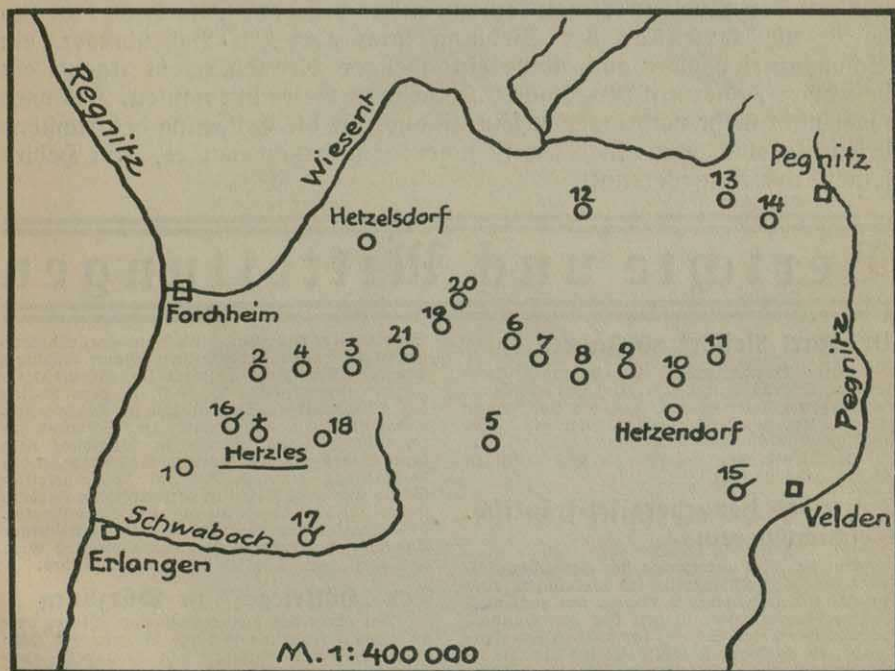 Regnitz
Wiesent
Pegnitz
13
12
14
Hetzelsdorf
20
Forchheim
19
6
21
7
11
2
4
3
8
9
10
Pegnitz
16
18
5
Hetzendorf
Hetzles
1
15
Schwabach
17
Velden
Erlangen
M. 1: 400 000